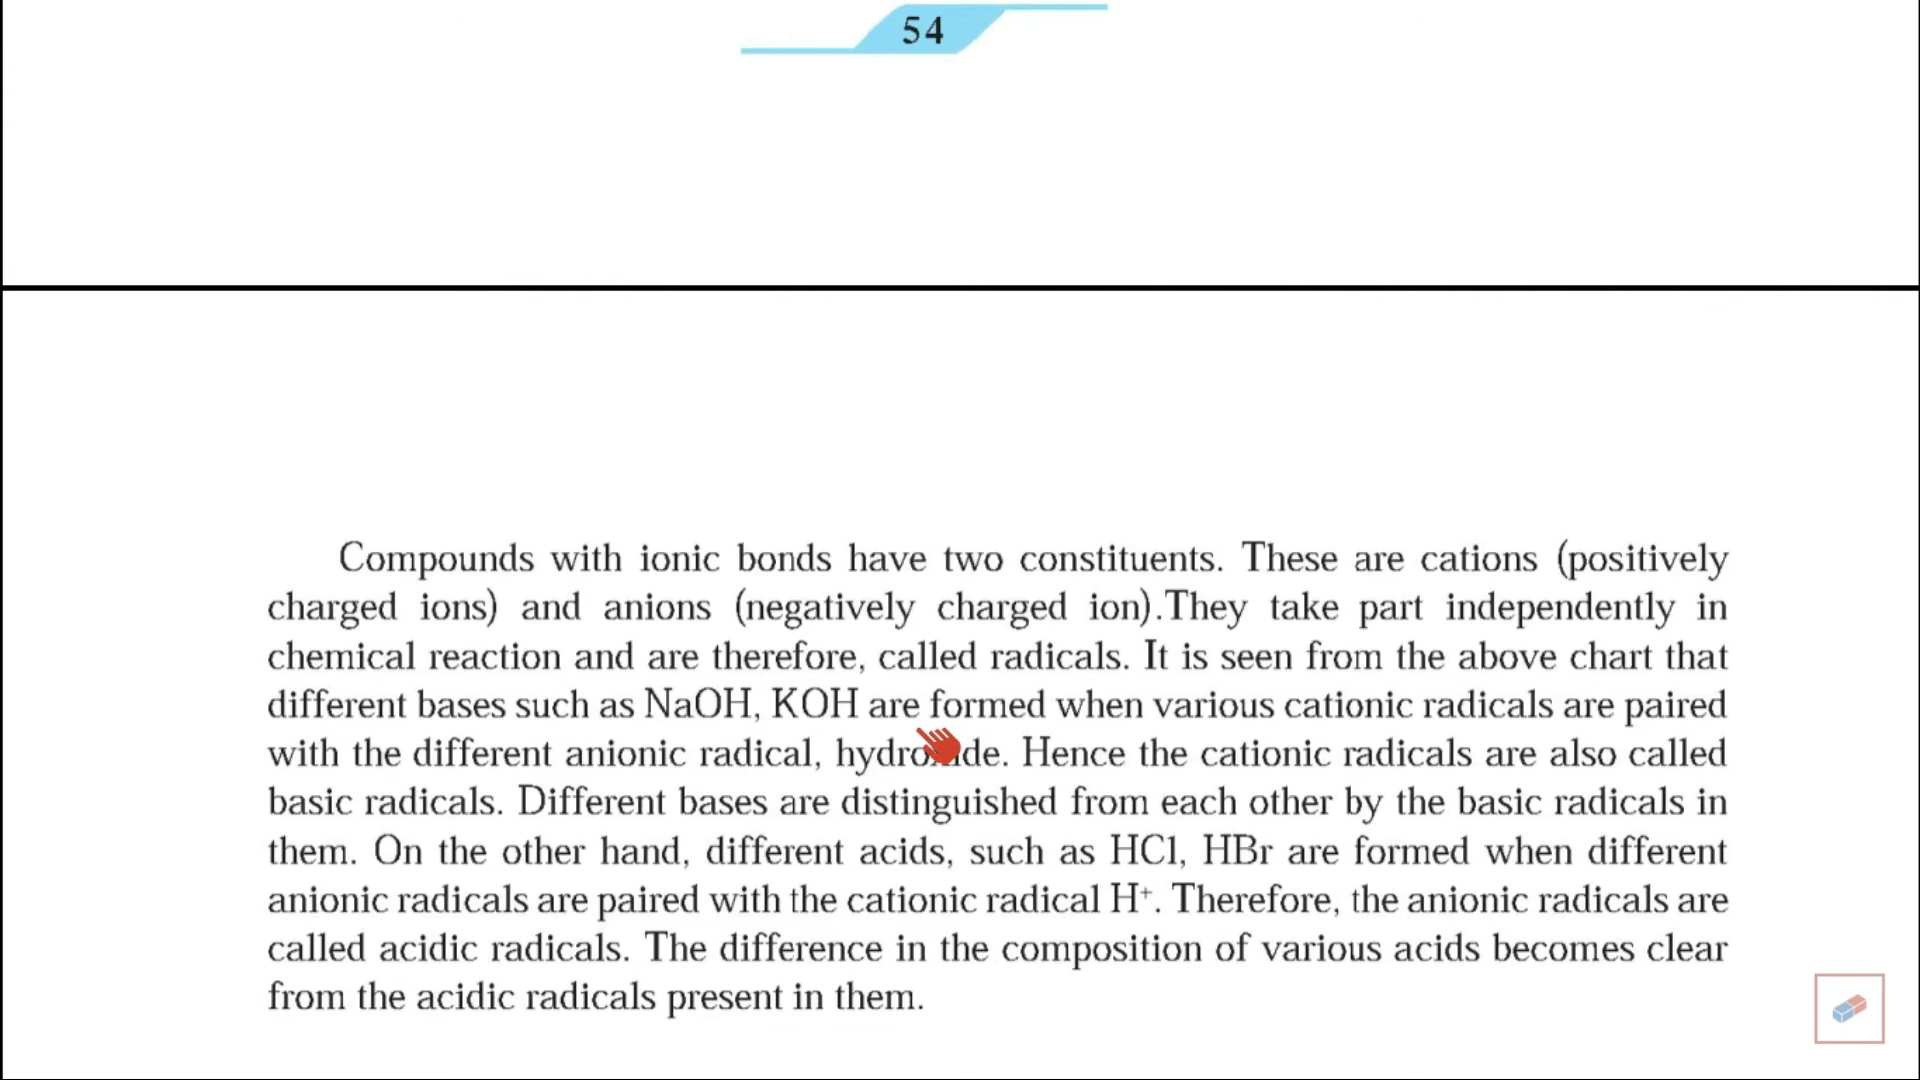 54
Compounds with ionic bonds have two constituents. These are cations (positively
charged ions) and anions (negatively charged ion).They take part independently in
chemical reaction and are therefore, called radicals. It is seen from the above chart that
different bases such as NaOH, KOH are formed when various cationic radicals are paired
with the different anionic radical, Hence the cationic radicals are also called
basic radicals. Different bases are distinguished from each other by the basic radicals in
them. On the other hand, different acids, such as HCl, HBr are formed when different
anionic radicals are paired with the cationic radical H⁺. Therefore, the anionic radicals are
called acidic radicals. The difference in the composition of various acids becomes clear
from the acidic radicals present in them.